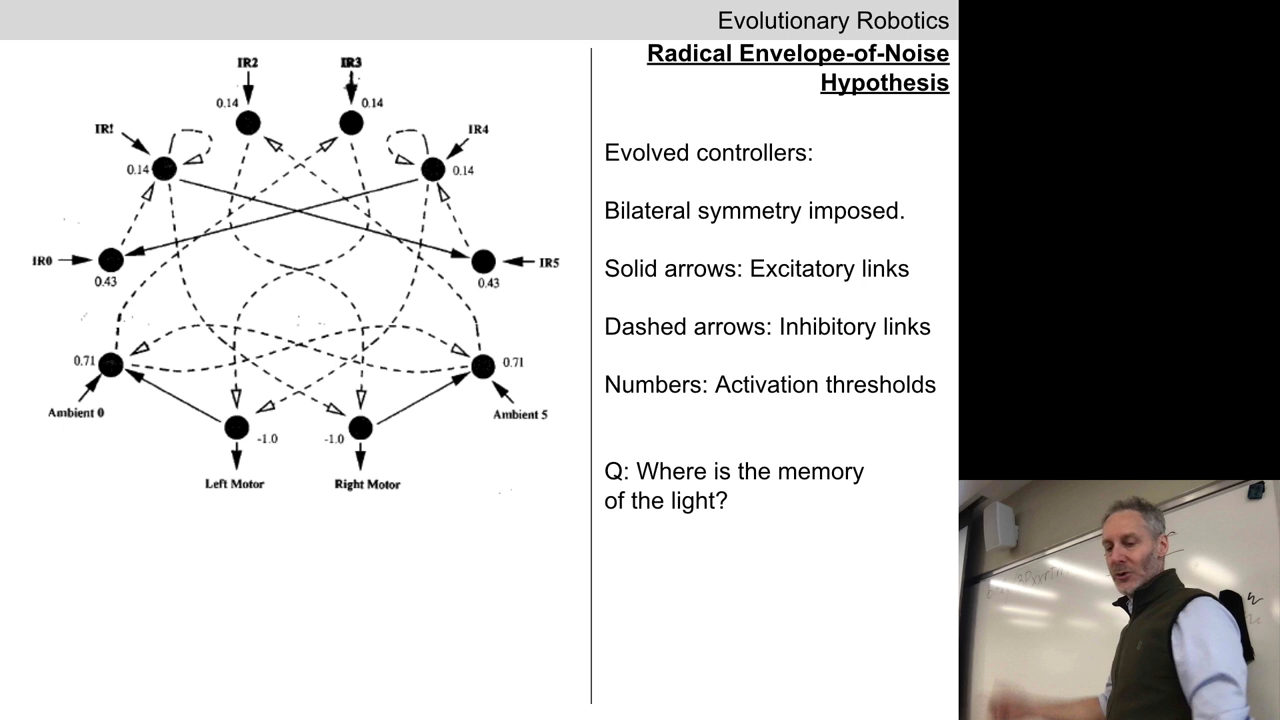 Evolutionary Robotics
Radical Envelope-of-Noise
Hypothesis
IR2
IR3
0.14
0.14
IR!
IR4
0.14
0.14
IR0
IR5
0.43
0.43
0.71
0.71
Ambient 0
Ambient 5
-1.0
-1.0
Left Motor
Right Motor
Evolved controllers:
Bilateral symmetry imposed.
Solid arrows: Excitatory links
Dashed arrows: Inhibitory links
Numbers: Activation thresholds
Q: Where is the memory
of the light?